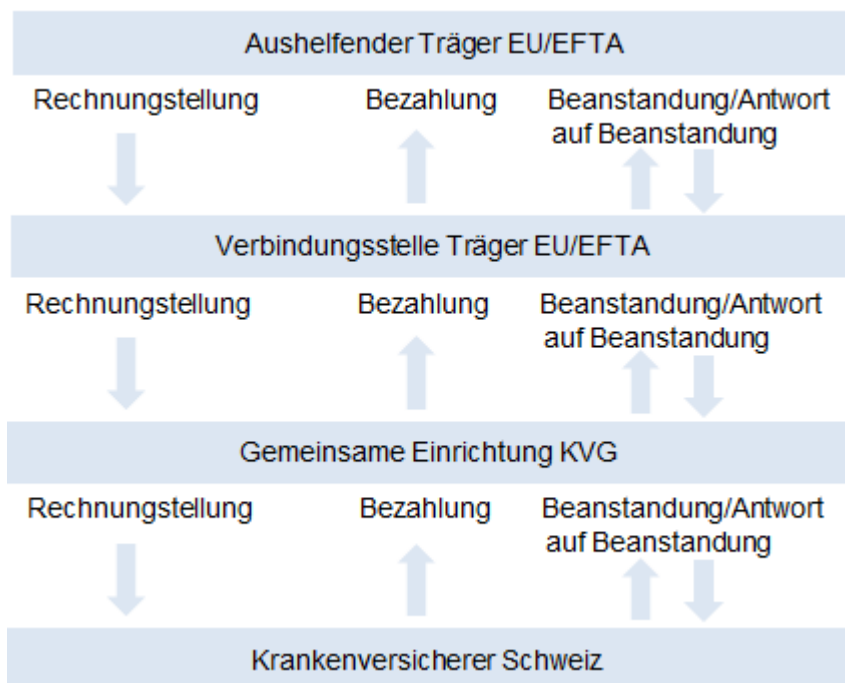 Aushelfender Träger EU/EFTA
Rechnungstellung Bezahlung Beanstandung/Antwort
auf Beanstandung
Verbindungsstelle Träger EU/EFTA
Rechnungstellung Bezahlung Beanstandung/Antwort
auf Beanstandung
Gemeinsame Einrichtung KVG
Rechnungstellung Bezahlung Beanstandung/Antwort
auf Beanstandung
Krankenversicherer Schweiz